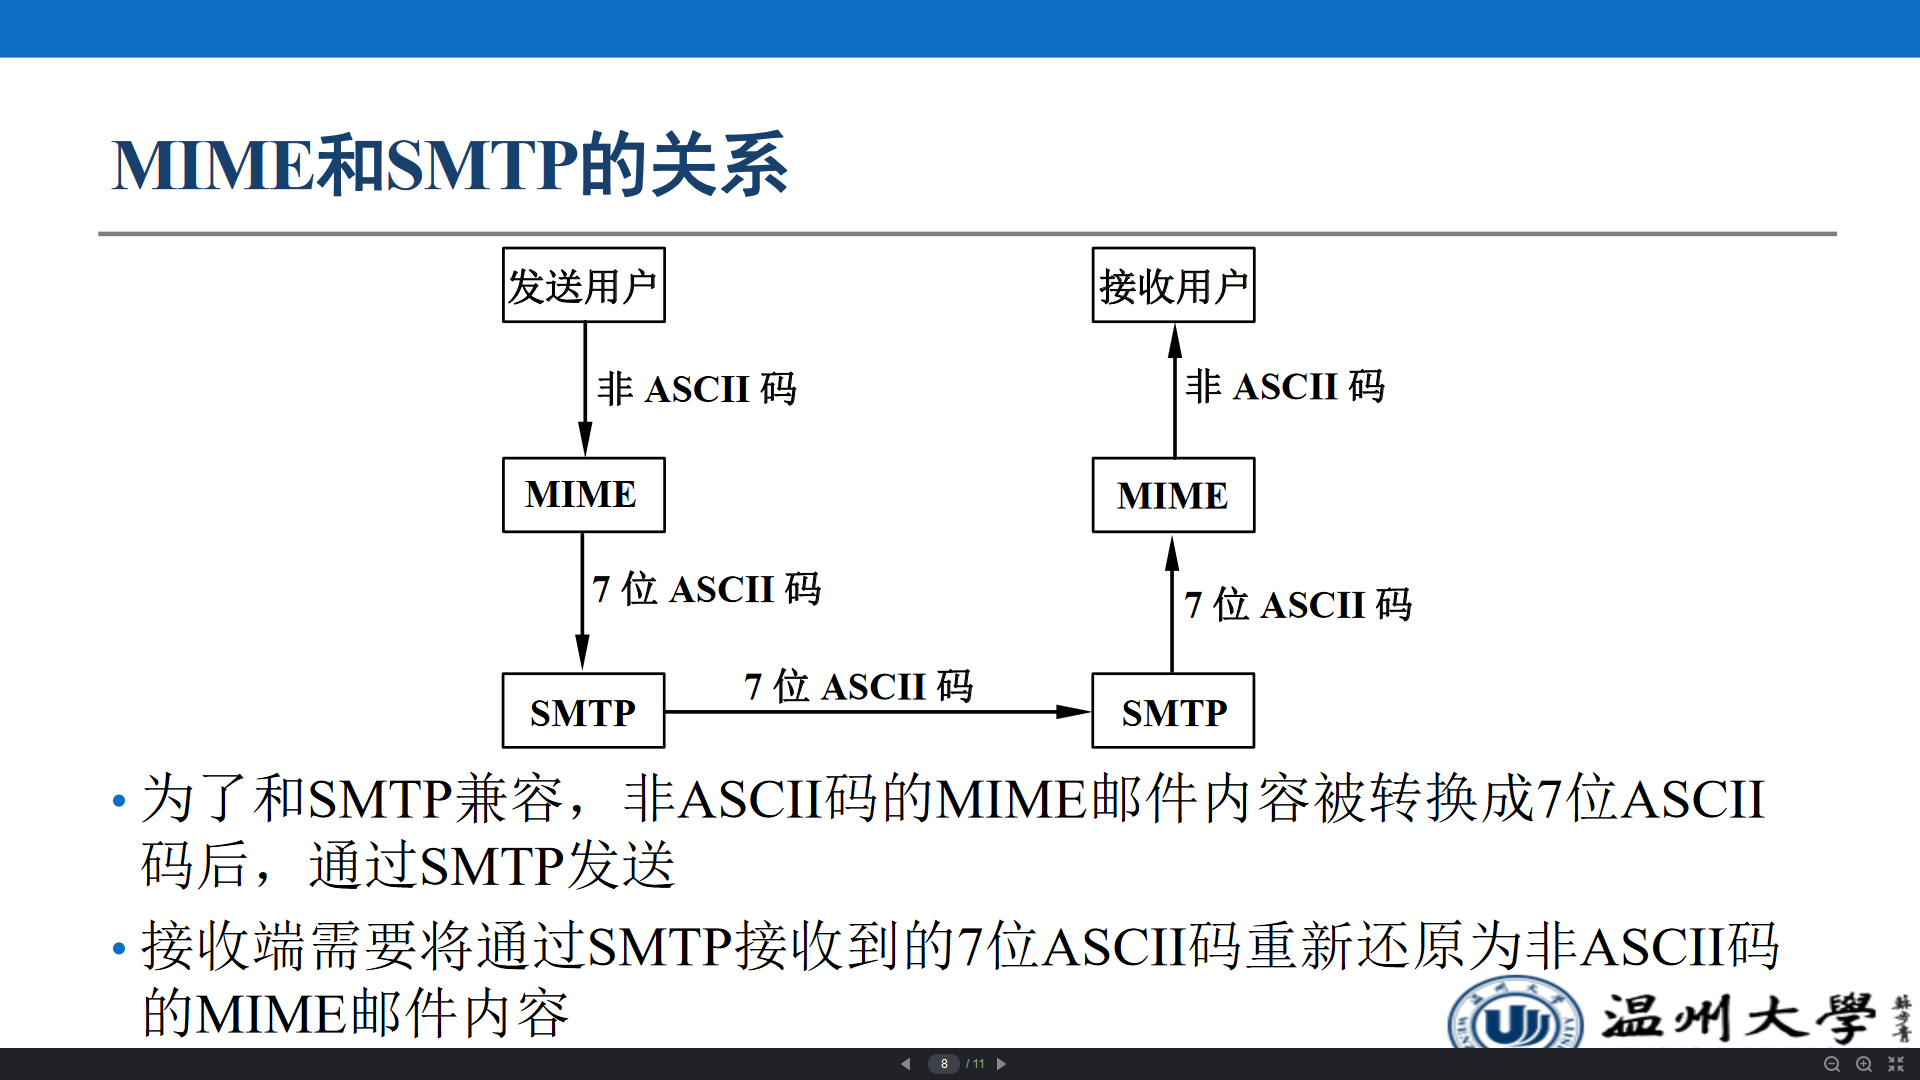 MIME和SMTP的关系
发送用户
接收用户
非 ASCII 码
非 ASCII 码
MIME
MIME
7 位 ASCII 码
7 位 ASCII 码
7 位 ASCII 码
SMTP
SMTP
• 为了和SMTP兼容，非ASCII码的MIME邮件内容被转换成7位ASCII
码后，通过SMTP发送
• 接收端需要将通过SMTP接收到的7位ASCII码重新还原为非ASCII码
的MIME邮件内容
温州大學
8 / 11